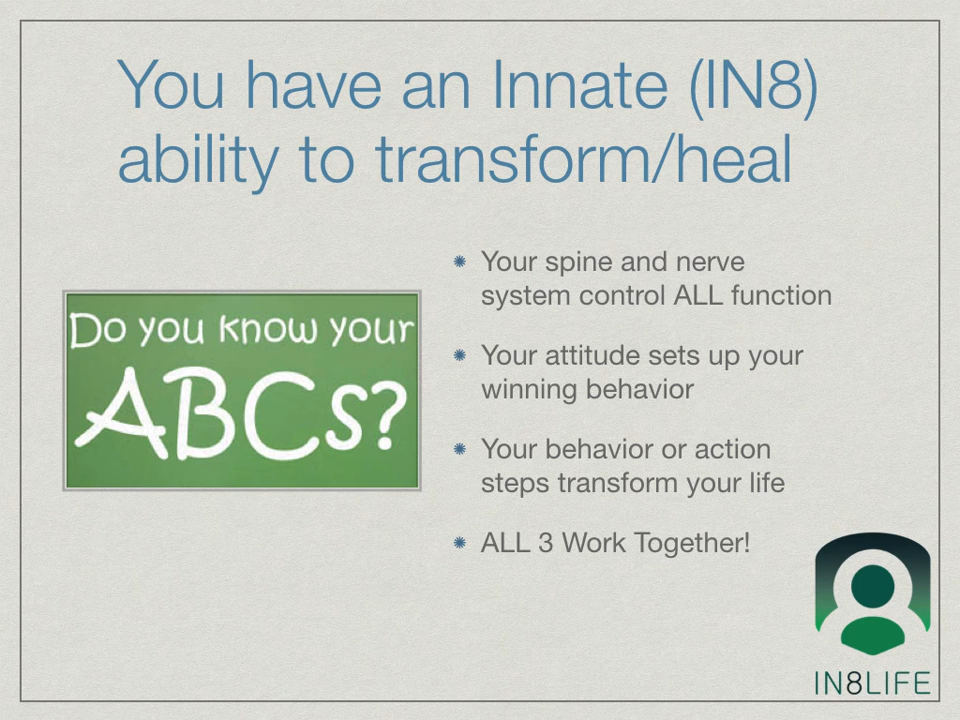 You have an Innate (IN8)
ability to transform/heal
Do you know your
ABCs?
Your spine and nerve
system control ALL function
Your attitude sets up your
winning behavior
Your behavior or action
steps transform your life
ALL 3 Work Together!
IN8LIFE